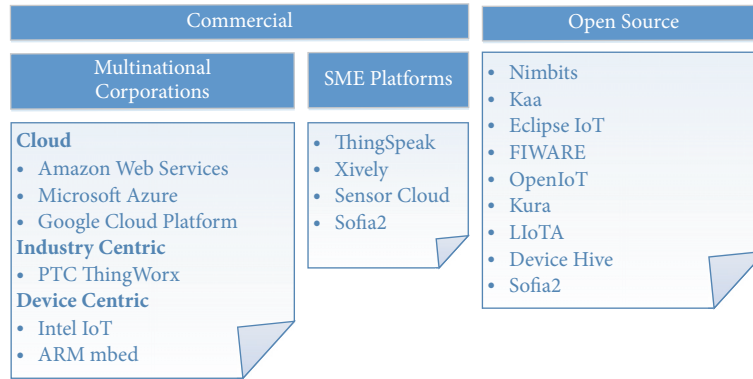 Commercial
Multinational
Corporations
Cloud
• Amazon Web Services
• Microsoft Azure
• Google Cloud Platform
Industry Centric
• PTC ThingWorx
Device Centric
• Intel IoT
• ARM mbed
SME Platforms
• ThingSpeak
• Xively
• Sensor Cloud
• Sofia2
Open Source
• Nimbits
• Kaa
• Eclipse IoT
• FIWARE
• OpenIoT
• Kura
• LIoTA
• Device Hive
• Sofia2